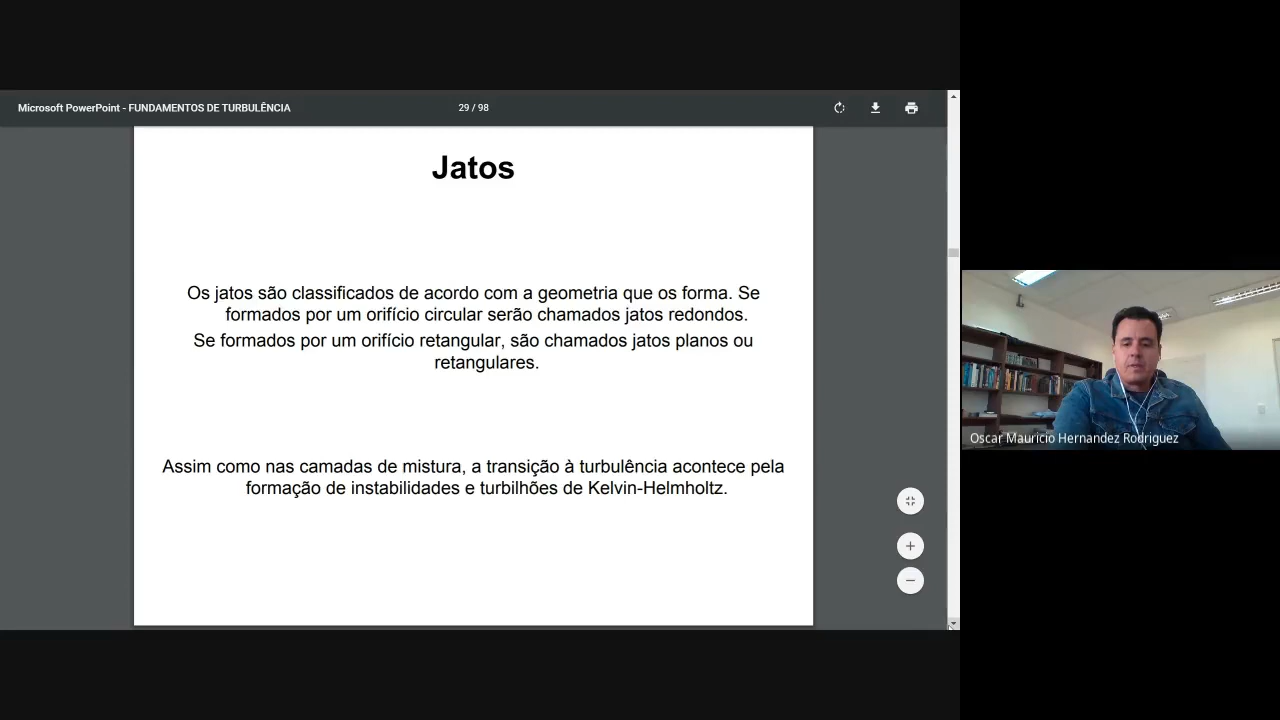 Microsoft PowerPoint - FUNDAMENTOS DE TURBULÊNCIA
29 / 98
Jatos
Os jatos são classificados de acordo com a geometria que os forma. Se
formados por um orifício circular serão chamados jatos redondos.
Se formados por um orifício retangular, são chamados jatos planos ou
retangulares.
Assim como nas camadas de mistura, a transição à turbulência acontece pela
formação de instabilidades e turbilhões de Kelvin-Helmholtz.
Oscar Mauricio Hernandez Rodriguez